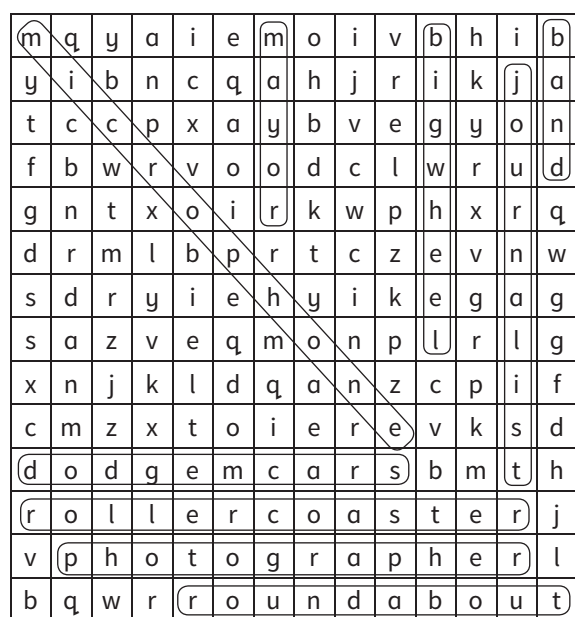 m q y a i e m o i v b h i b
y i b n c q a h j r i k j a
t c c p x a y b v e g y o n
f b w r v o o d c l w r u d
g n t x o i r k w p h x r q
d r m l b p r t c z e v n w
s d r y i e h y i k e g a g
s a z v e q m o n p l r l g
x n j k l d q a n z c p i f
c m z x t o i e r e v k s d
d o d g e m c a r s b m t h
r o l l e r c o a s t e r j
v p h o t o g r a p h e r l
b q w r r o u n d a b o u t